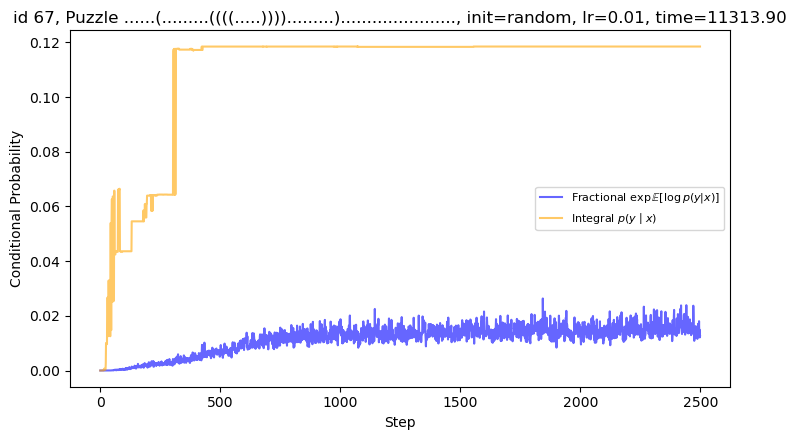 id 67, Puzzle ......(.........((((.....)))).........)......................, init=random, lr=0.01, time=11313.90
0.12
0.10
0.08
0.06
0.04
0.02
0.00
Conditional Probability
Fractional exp𝔼[log p(y|x)]
Integral p(y | x)
0
500
1000
1500
2000
2500
Step